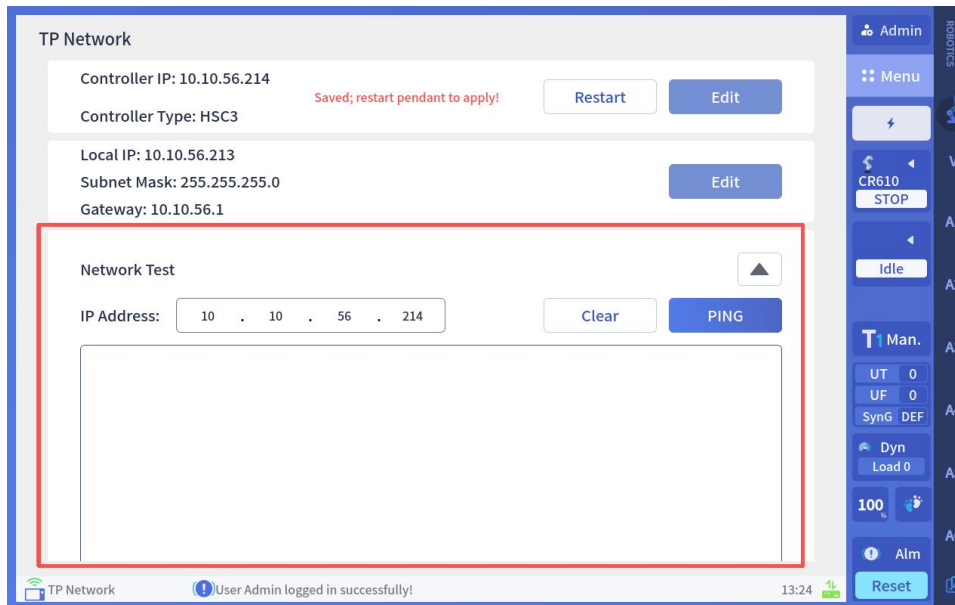 TP Network
Controller IP: 10.10.56.214
Saved; restart pendant to apply!
Restart
Edit
Controller Type: HSC3
Local IP: 10.10.56.213
Subnet Mask: 255.255.255.0
Edit
Gateway: 10.10.56.1
Network Test
IP Address: 10 . 10 . 56 . 214
Clear
PING
TP Network
User Admin logged in successfully!
13:24
Admin
Menu
CR610
STOP
Idle
T1 Man.
UT 0
UF 0
SynG DEF
Dyn
Load 0
100 %
Alm
Reset
ROBOTICS